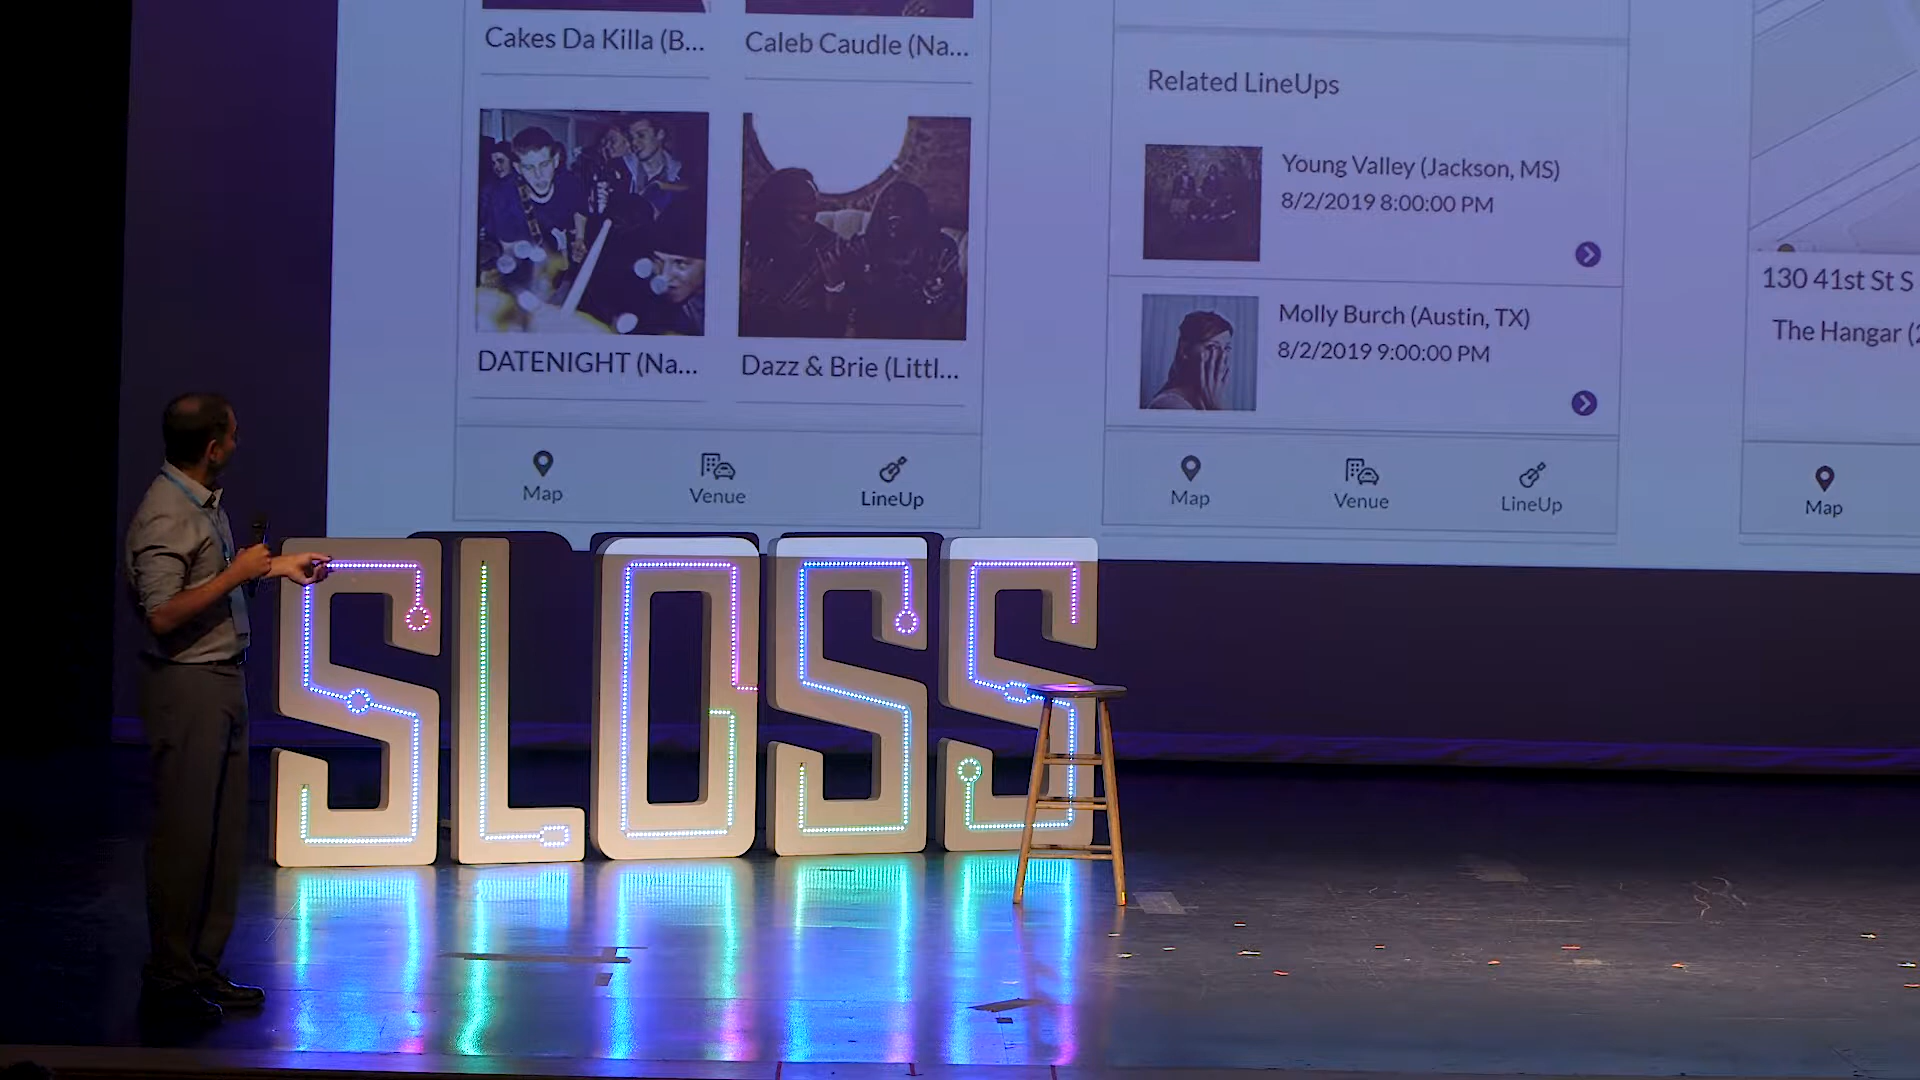 Cakes Da Killa (B...
Caleb Caudle (Na...
DATENIGHT (Na...
Dazz & Brie (Littl...
Map
Venue
LineUp
Related LineUps
Young Valley (Jackson, MS)
8/2/2019 8:00:00 PM
Molly Burch (Austin, TX)
8/2/2019 9:00:00 PM
Map
Venue
LineUp
130 41st St S
The Hangar (
Map
SLOSS